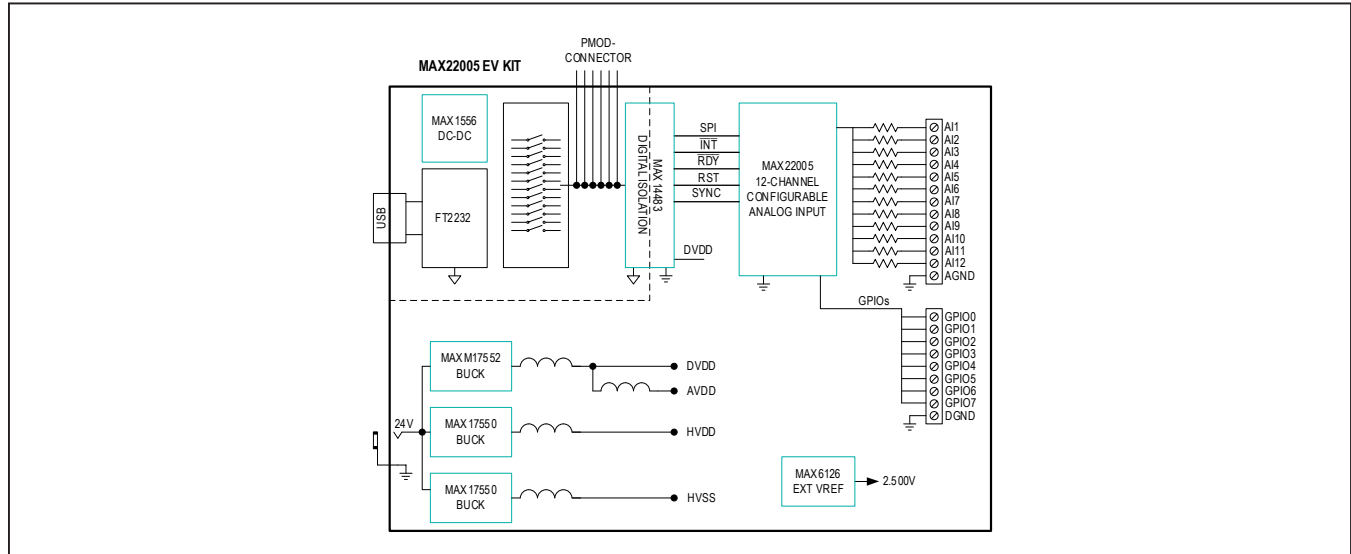 PMOD-
CONNECTOR
MAX22005 EV KIT
MAX1556
DC-DC
USB
FT2232
DIGITAL ISOLATION
MAX 14483
SPI
INT
RDY
RST
SYNC
DVDD
MAX22005
12-CHANNEL
CONFIGURABLE
ANALOG INPUT
AI1
AI2
AI3
AI4
AI5
AI6
AI7
AI8
AI9
AI10
AI11
AI12
AGND
GPIOs
GPIO0
GPIO1
GPIO2
GPIO3
GPIO4
GPIO5
GPIO6
GPIO7
DGND
24V
MAXM17552
BUCK
DVDD
AVDD
MAX17550
BUCK
HVDD
MAX17550
BUCK
HVSS
MAX6126
EXT VREF
2.500V